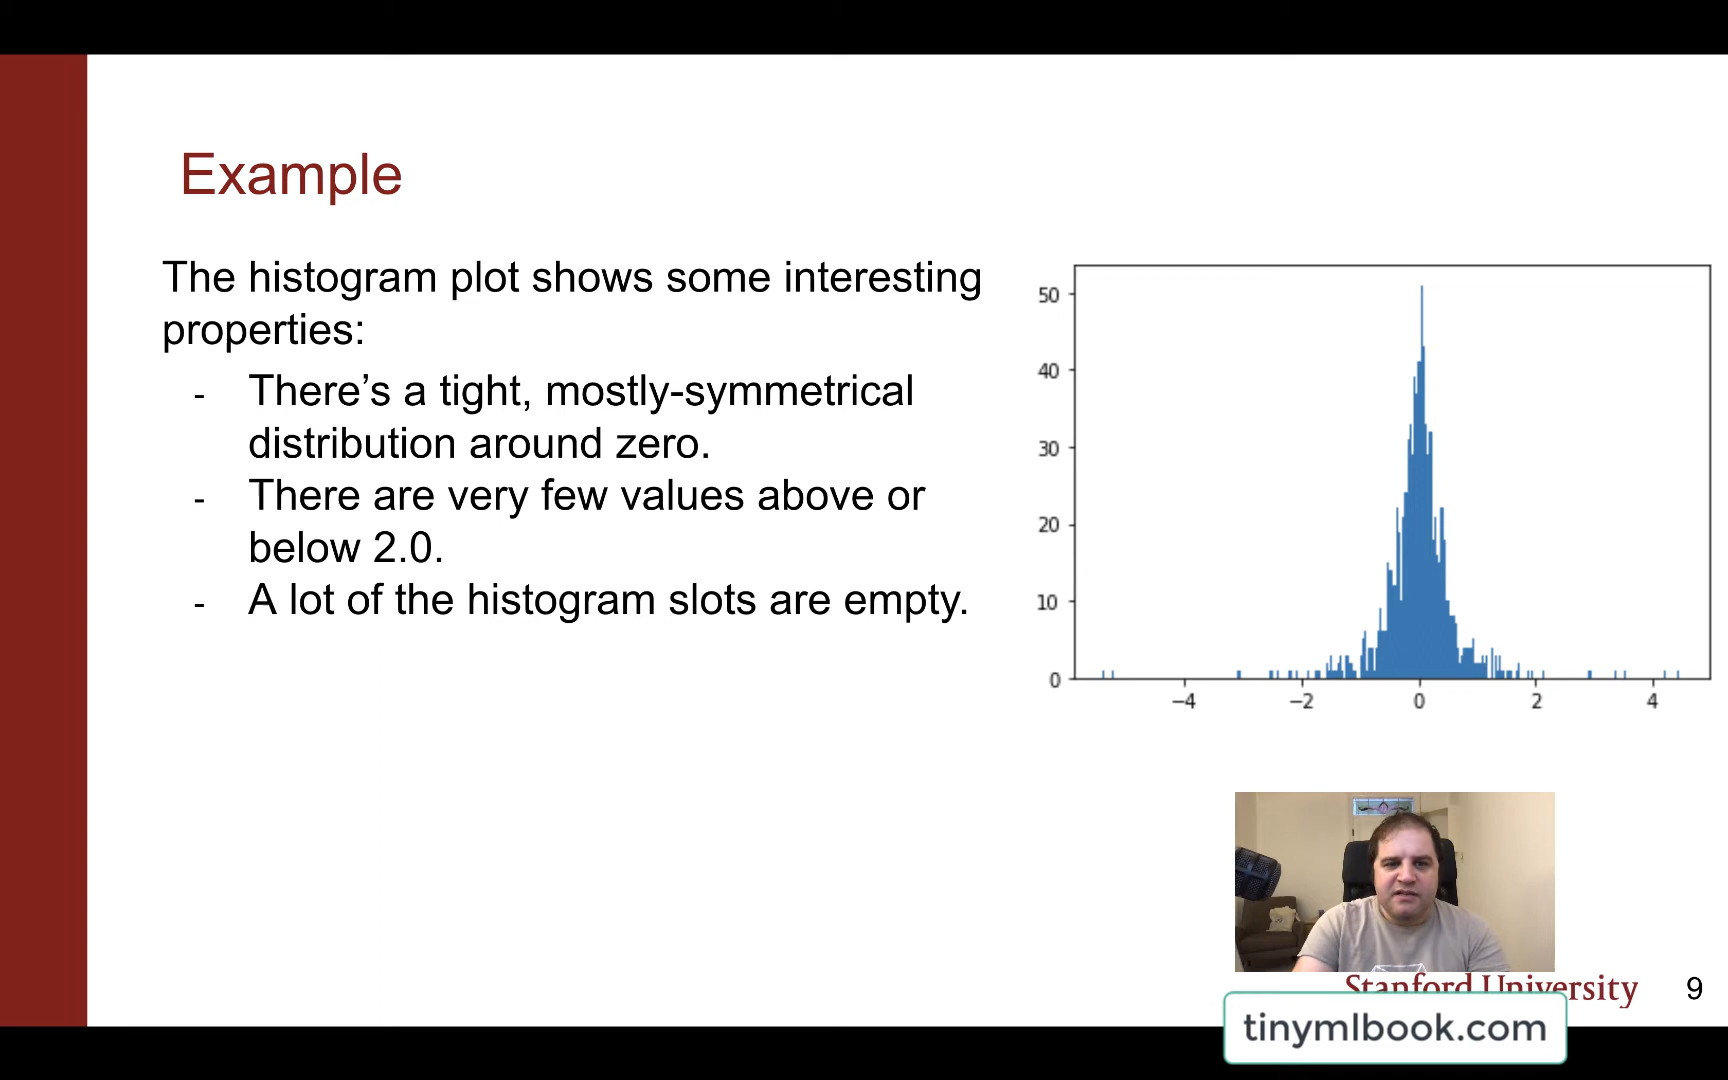 Example
The histogram plot shows some interesting
properties:
- There’s a tight, mostly-symmetrical
distribution around zero.
- There are very few values above or
below 2.0.
- A lot of the histogram slots are empty.
50
40
30
20
10
0
−4 −2 0 2 4
Stanford University 9
tinymlbook.com